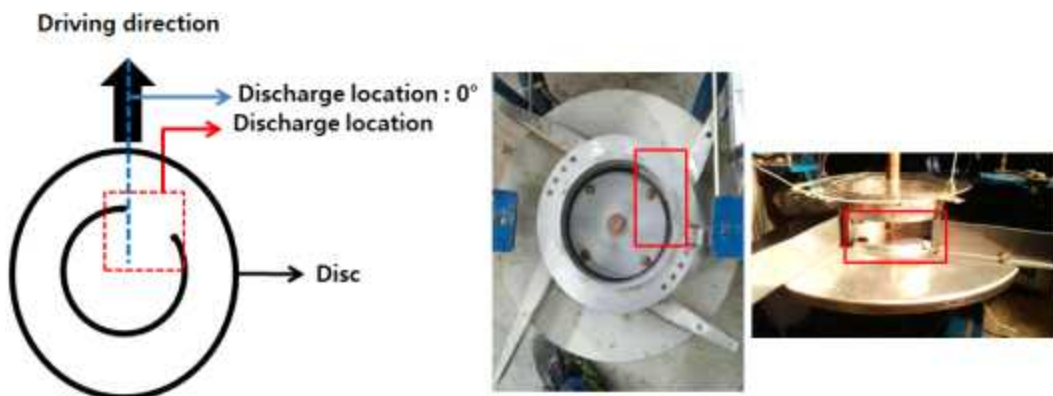 Driving direction
Discharge location : 0°
Discharge location
Disc